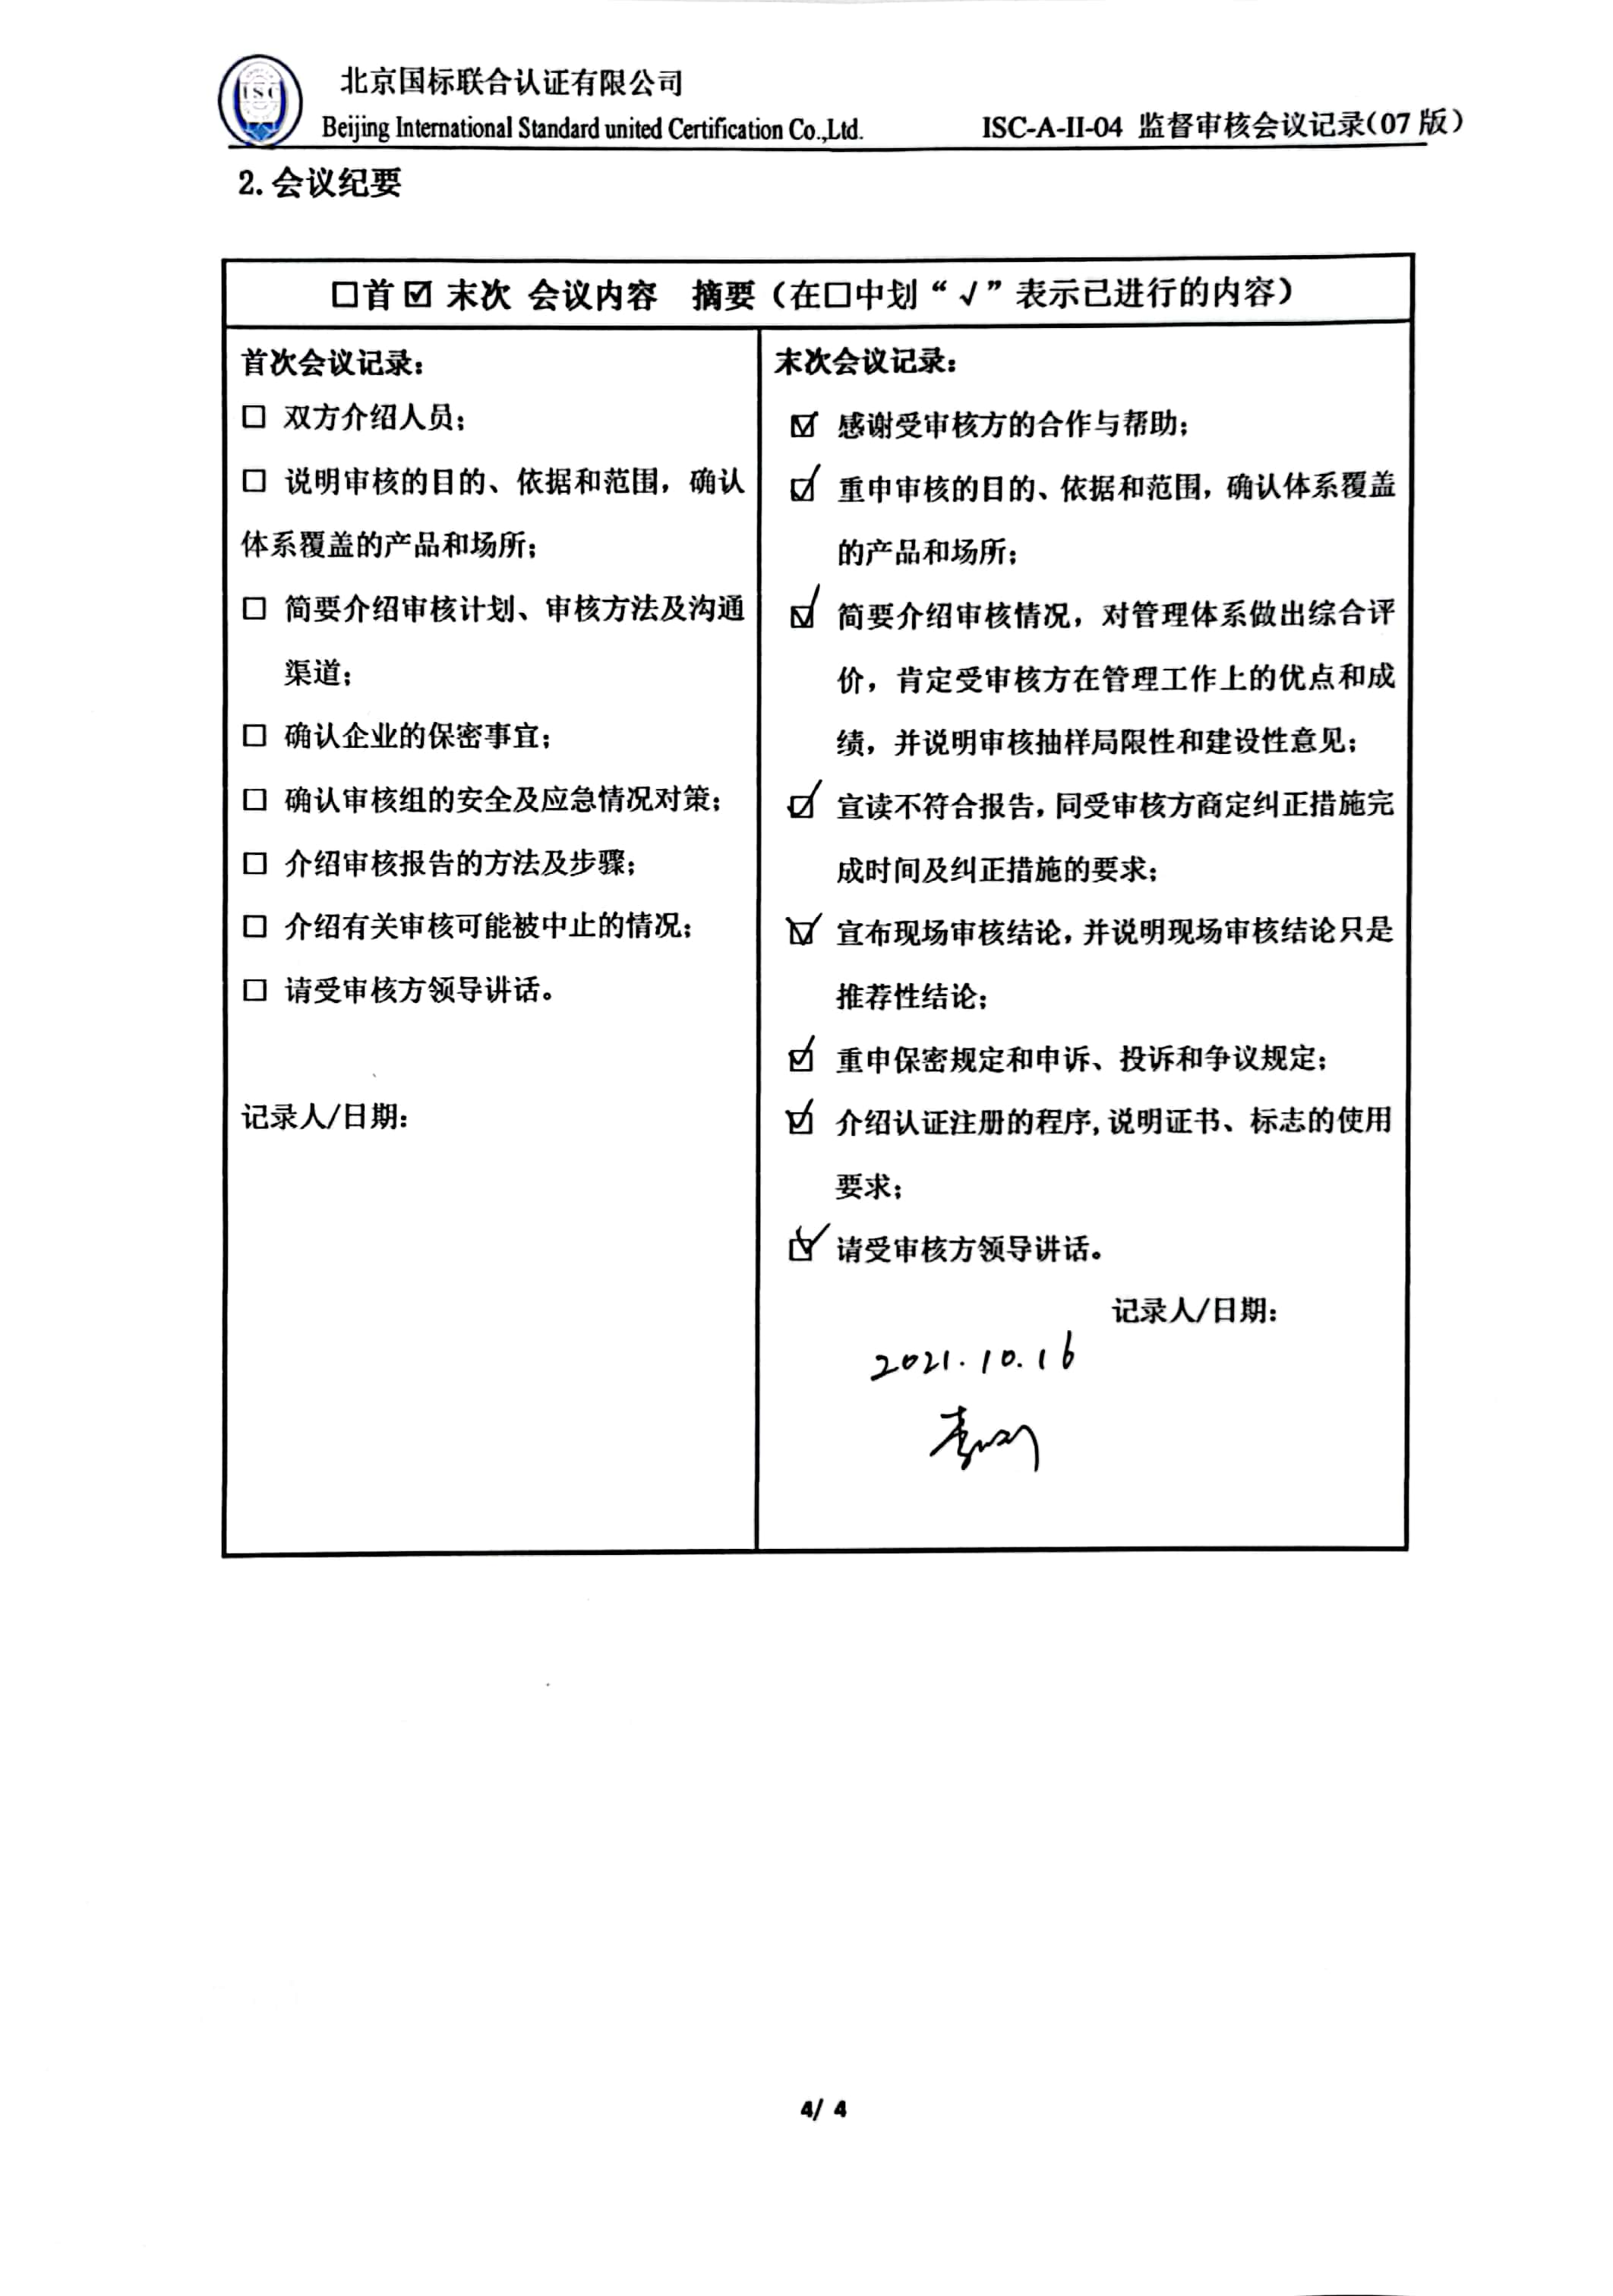 ISC
北京国标联合认证有限公司
Beijing International Standard united Certification Co.,Ltd.
ISC-A-II-04 监督审核会议记录(07 版)
2. 会议纪要
☐首 ☑ 末次 会议内容 摘要（在☐中划“√”表示已进行的内容）
首次会议记录：
☐ 双方介绍人员；
☐ 说明审核的目的、依据和范围，确认
体系覆盖的产品和场所；
☐ 简要介绍审核计划、审核方法及沟通
渠道；
☐ 确认企业的保密事宜；
☐ 确认审核组的安全及应急情况对策；
☐ 介绍审核报告的方法及步骤；
☐ 介绍有关审核可能被中止的情况；
☐ 请受审核方领导讲话。
记录人/日期：
末次会议记录：
☑ 感谢受审核方的合作与帮助；
☑ 重申审核的目的、依据和范围，确认体系覆盖
的产品和场所；
☑ 简要介绍审核情况，对管理体系做出综合评
价，肯定受审核方在管理工作上的优点和成
绩，并说明审核抽样局限性和建设性意见；
☑ 宣读不符合报告，同受审核方商定纠正措施完
成时间及纠正措施的要求；
☑ 宣布现场审核结论，并说明现场审核结论只是
推荐性结论；
☑ 重申保密规定和申诉、投诉和争议规定；
☑ 介绍认证注册的程序，说明证书、标志的使用
要求；
☑ 请受审核方领导讲话。
记录人/日期：
2021.10.16
4/ 4